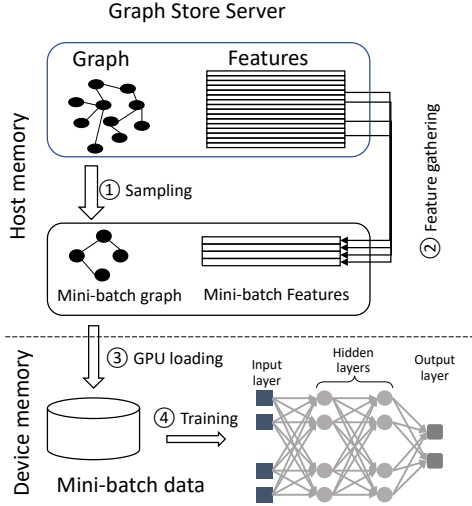 Graph Store Server
Graph
Features
Host memory
① Sampling
② Feature gathering
Mini-batch graph
Mini-batch Features
③ GPU loading
Device memory
④ Training
Mini-batch data
Input
layer
Hidden
layers
Output
layer